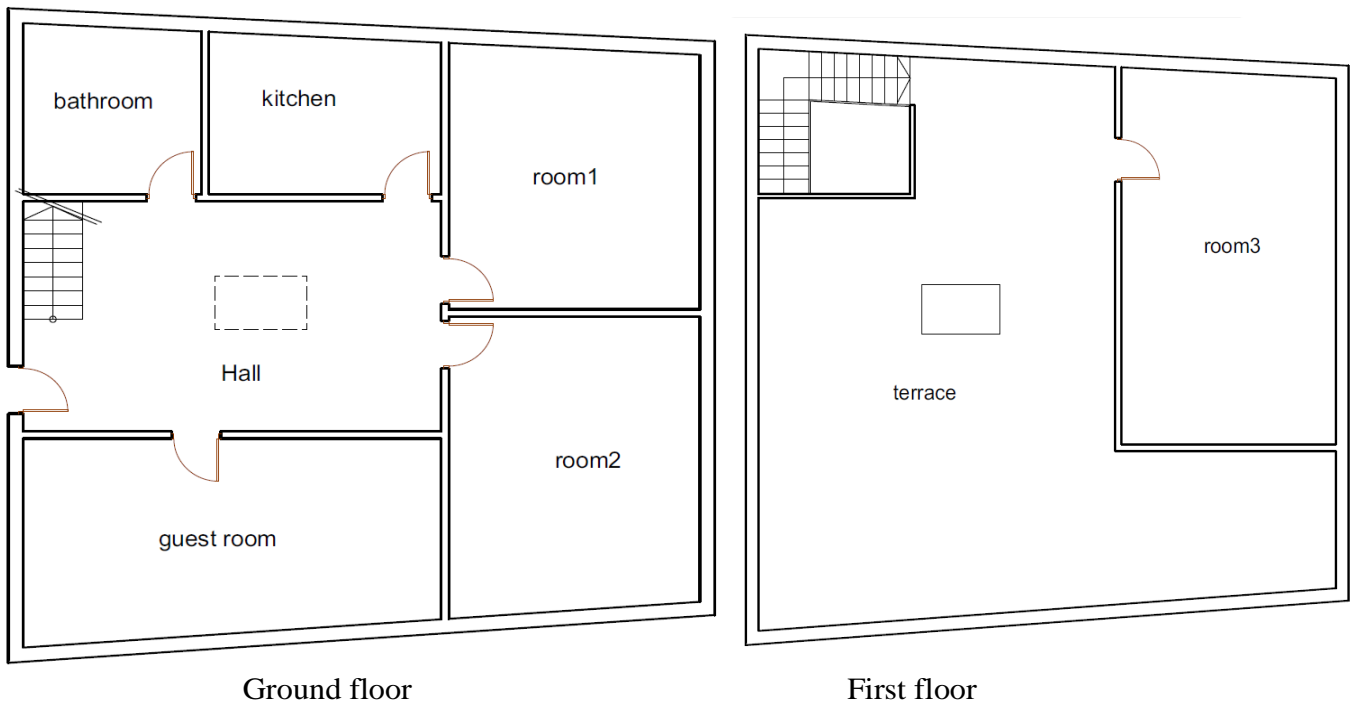 bathroom
kitchen
room1
Hall
room2
guest room
Ground floor
room3
terrace
First floor